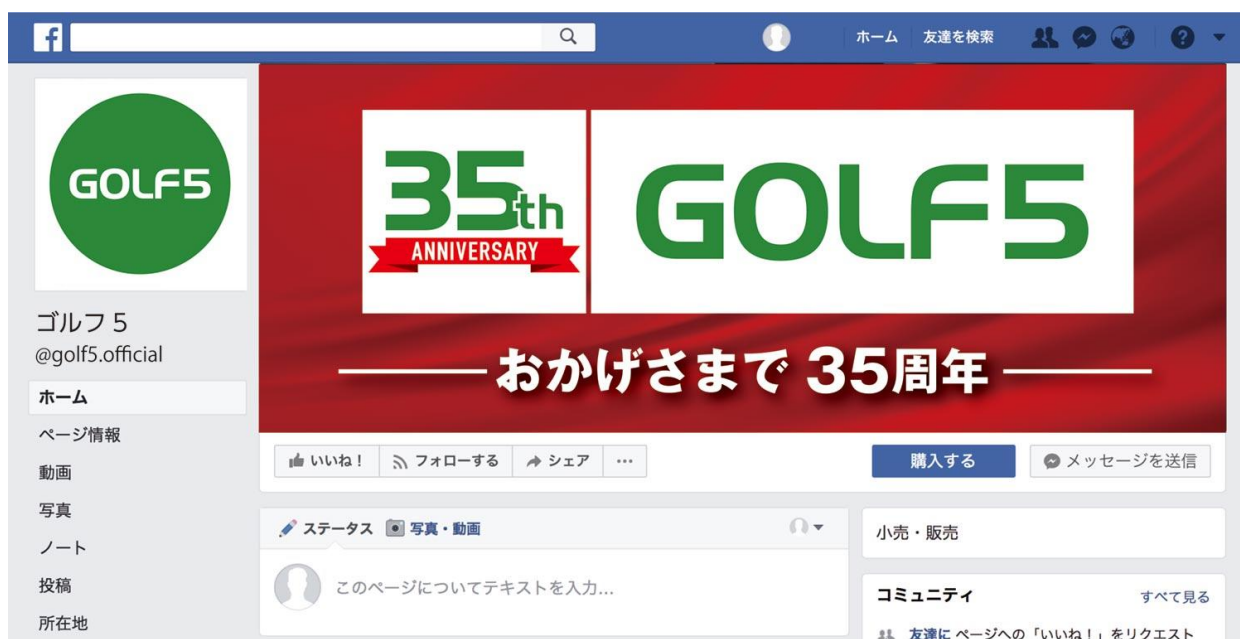 f
ホーム 友達を検索
GOLF5
35th
ANNIVERSARY
GOLF5
おかげさまで 35周年
ゴルフ5
@golf5.official
ホーム
ページ情報
動画
写真
ノート
投稿
所在地
いいね！ フォローする シェア …
購入する メッセージを送信
ステータス 写真・動画
このページについてテキストを入力...
小売・販売
コミュニティ すべて見る
友達に ページへの「いいね！」をリクエスト